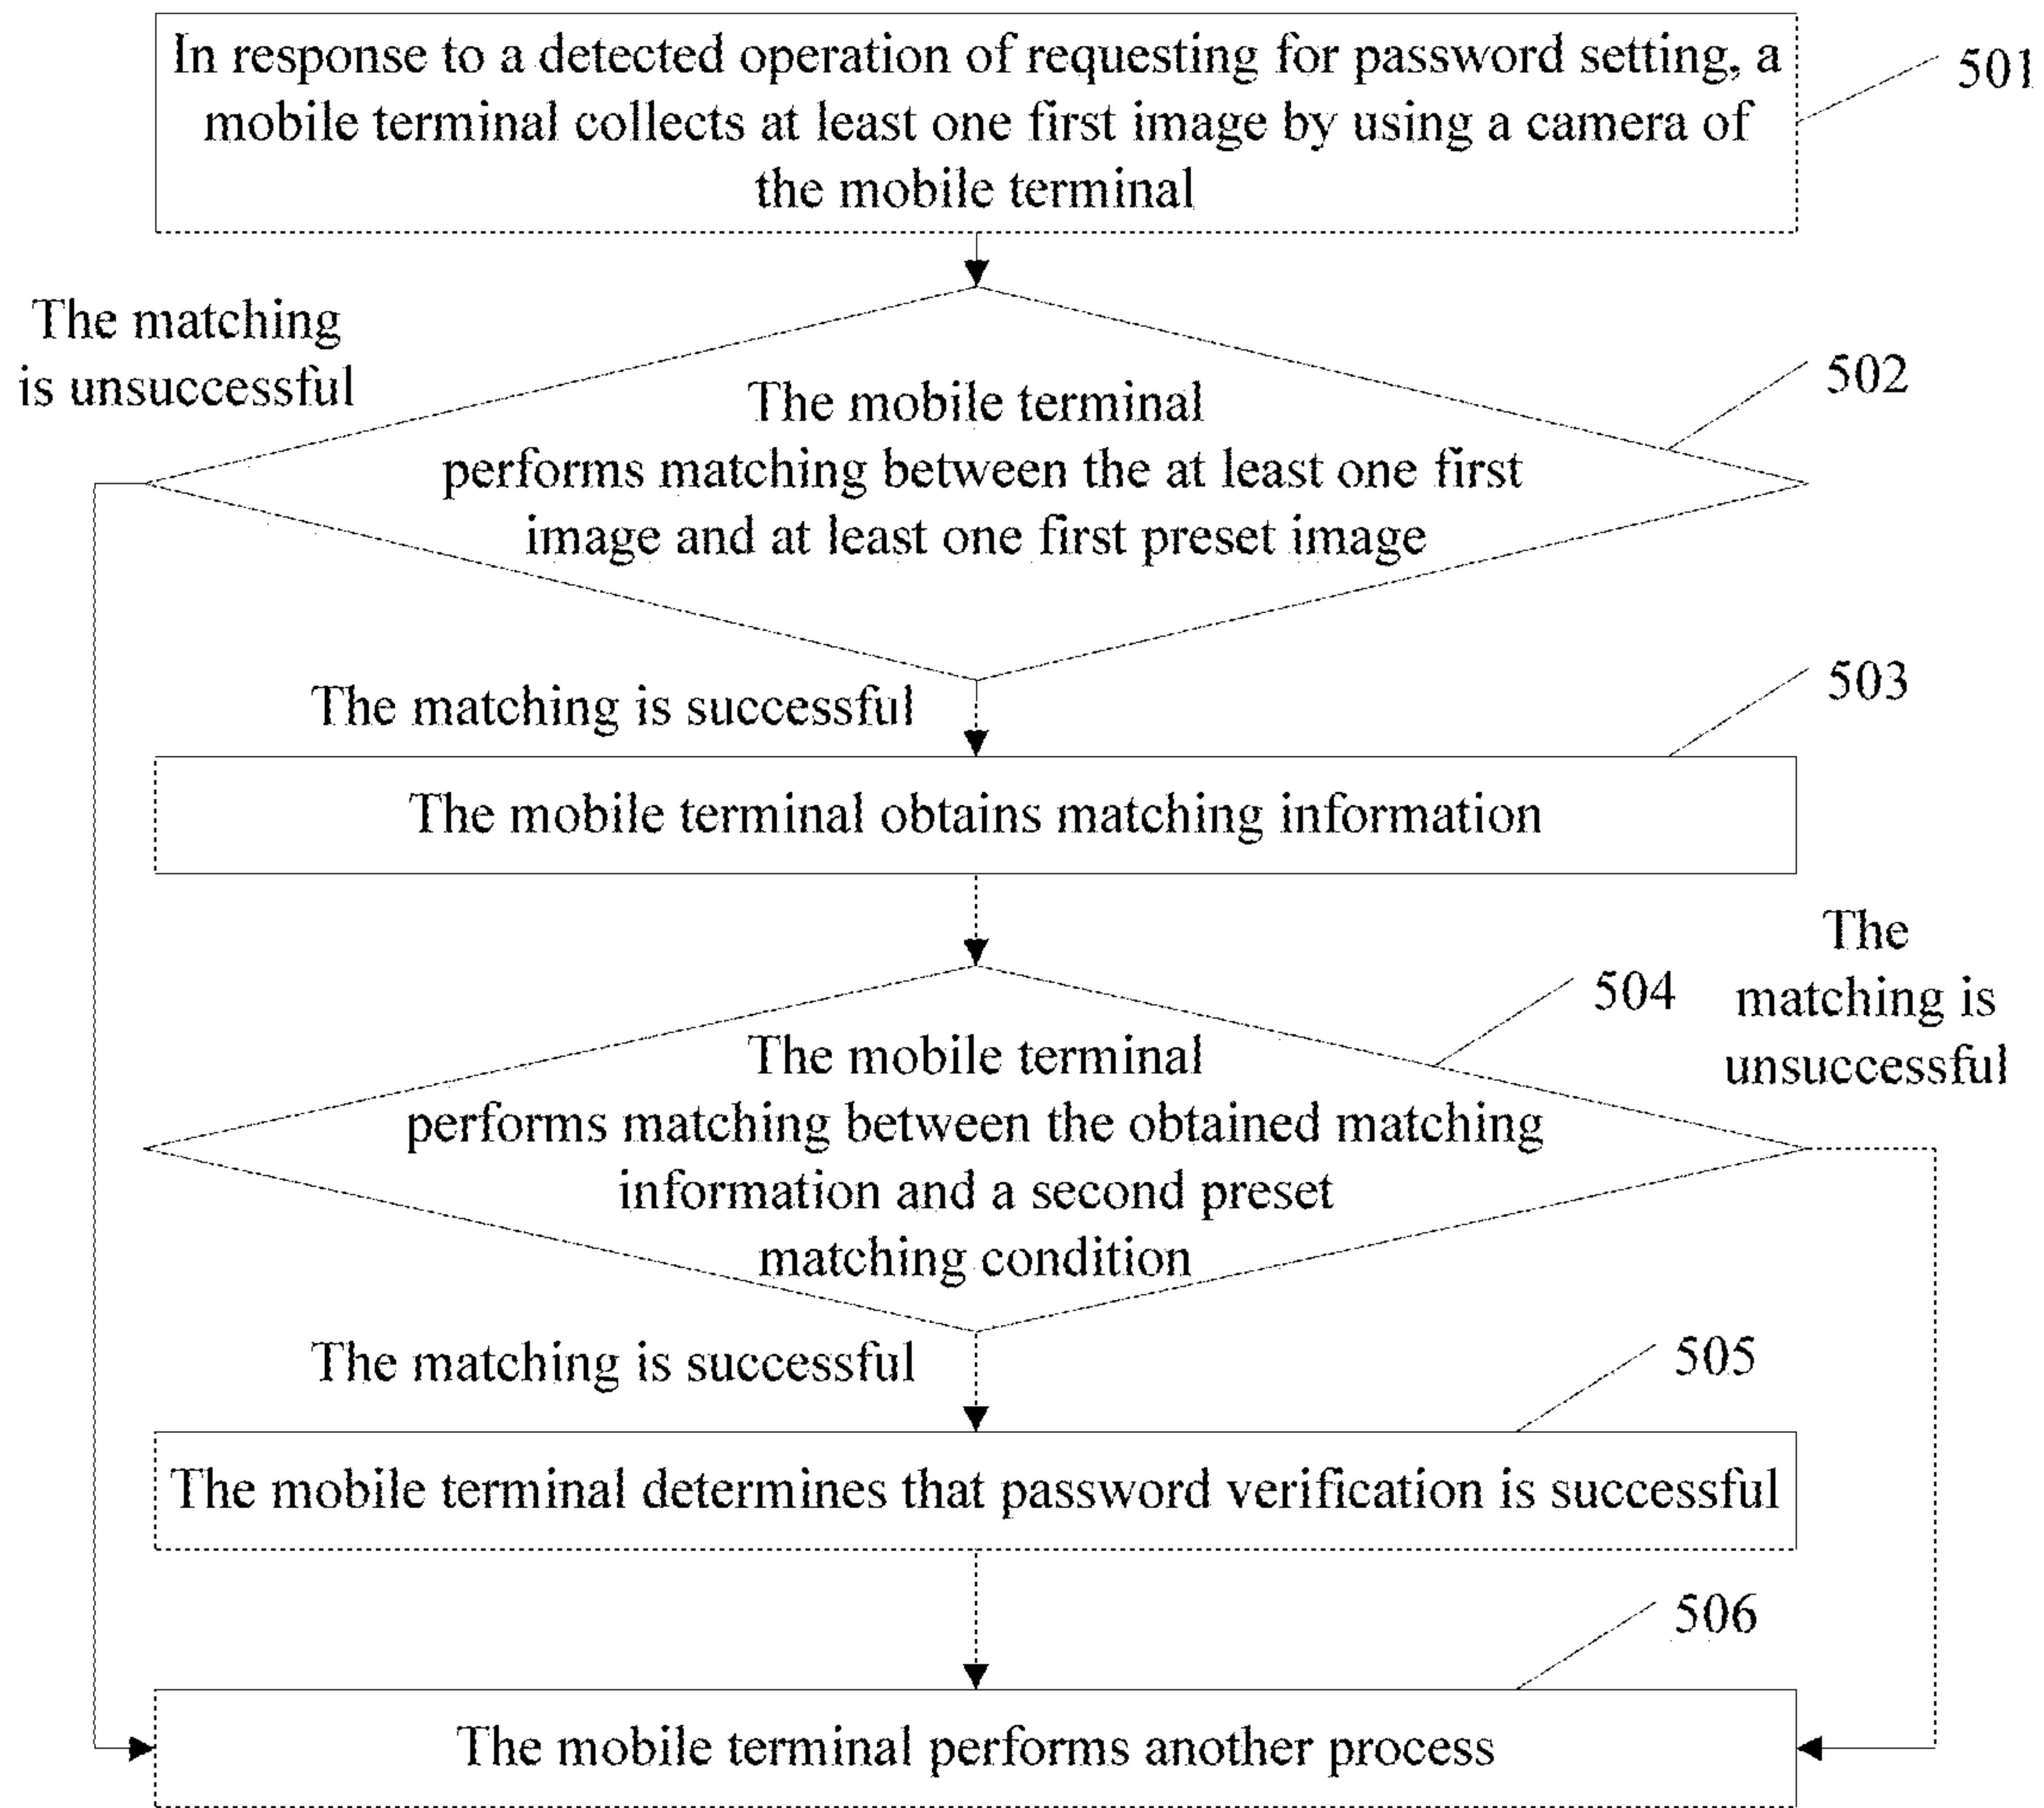 In response to a detected operation of requesting for password setting, a
mobile terminal collects at least one first image by using a camera of
the mobile terminal
501
The matching
is unsuccessful
502
The mobile terminal
performs matching between the at least one first
image and at least one first preset image
The matching is successful
503
The mobile terminal obtains matching information
The
matching is
unsuccessful
504
The mobile terminal
performs matching between the obtained matching
information and a second preset
matching condition
The matching is successful
505
The mobile terminal determines that password verification is successful
506
The mobile terminal performs another process